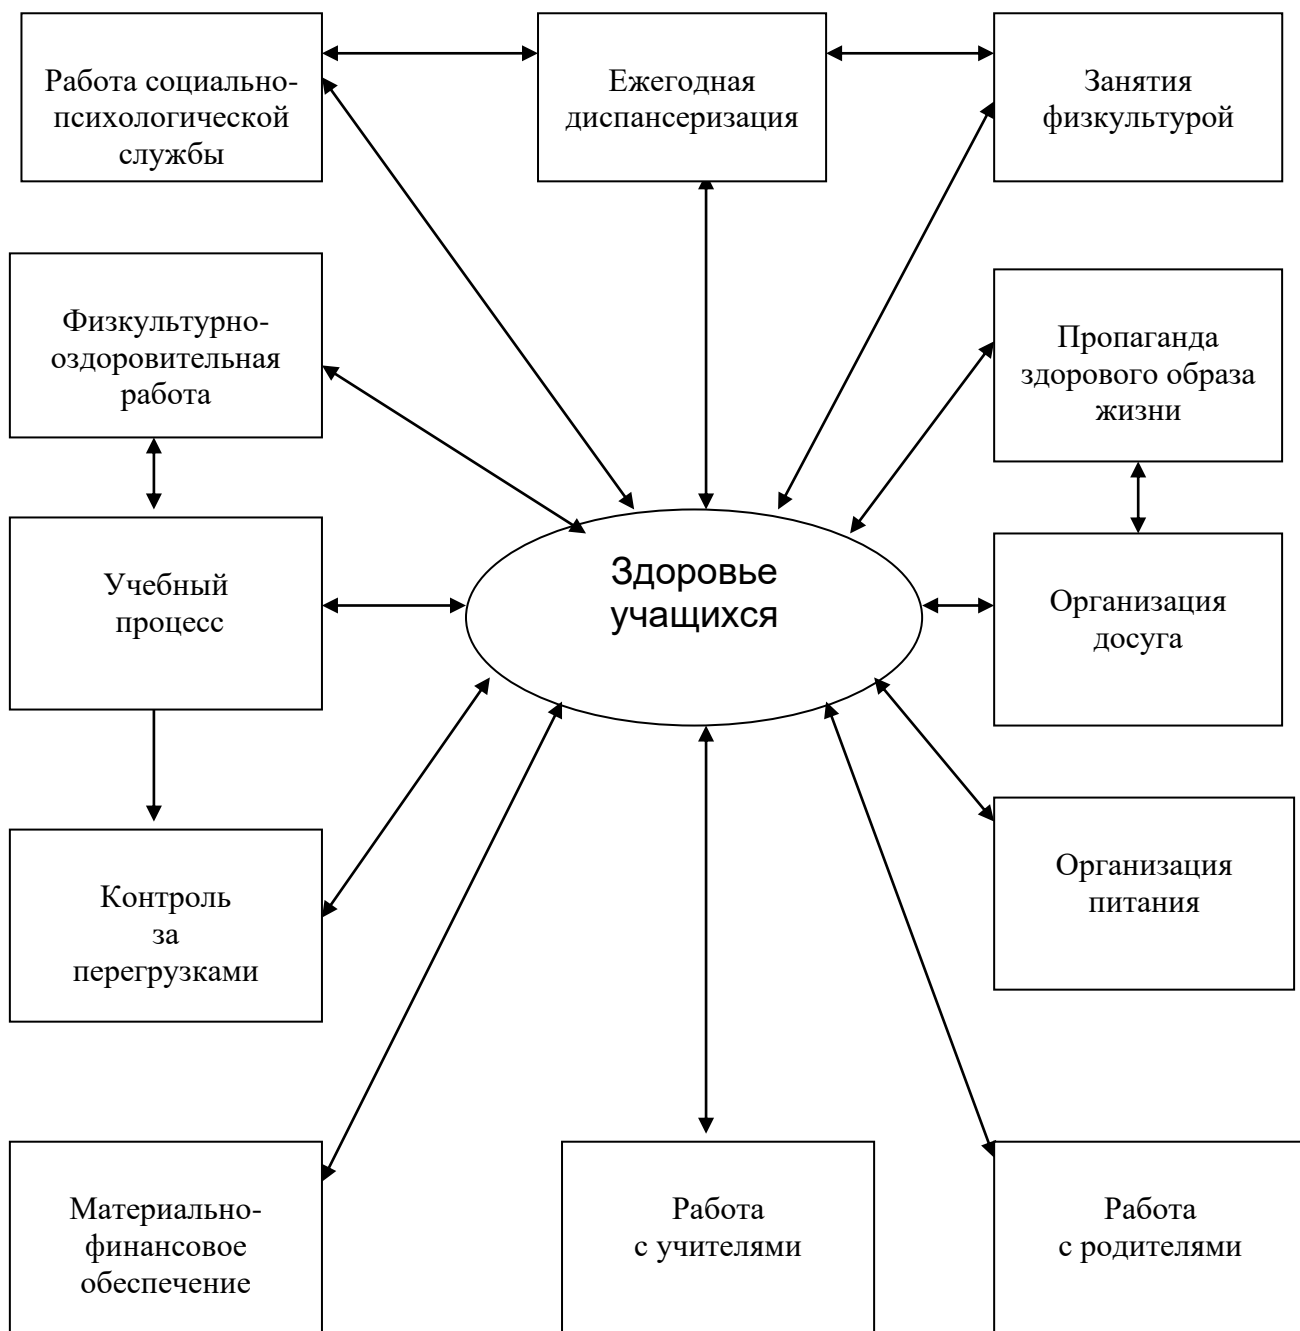 Работа социально-
психологической
службы
Ежегодная
диспансеризация
Занятия
физкультурой
Физкультурно-
оздоровительная
работа
Пропаганда
здорового образа
жизни
Здоровье
учащихся
Учебный
процесс
Организация
досуга
Контроль
за
перегрузками
Организация
питания
Материально-
финансовое
обеспечение
Работа
с учителями
Работа
с родителями